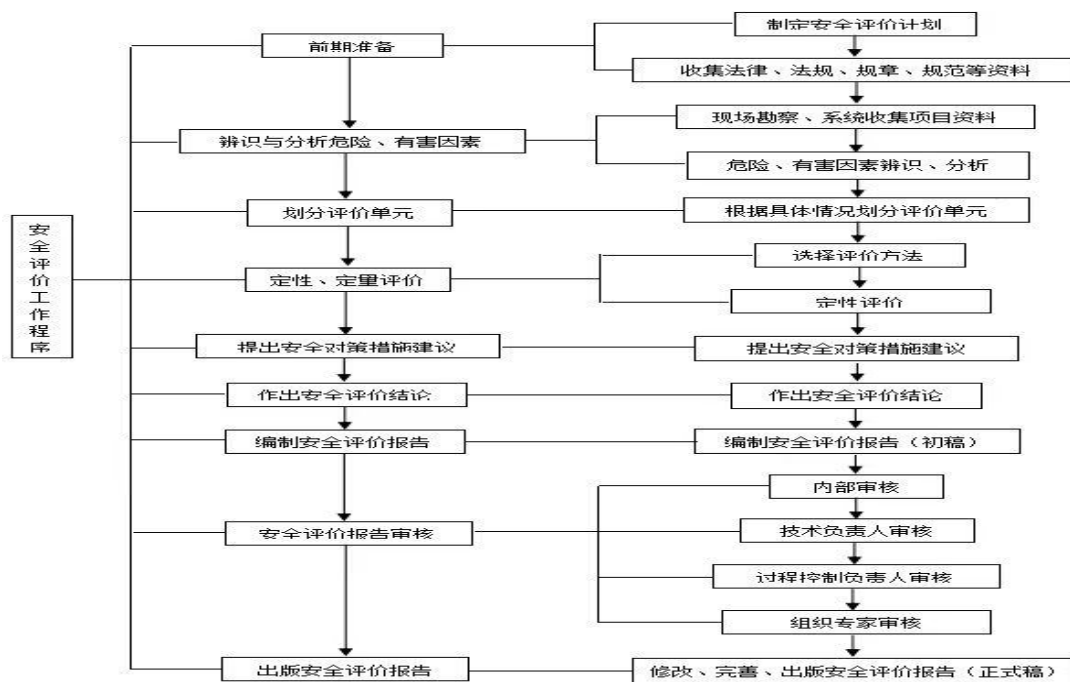 安全评价工作程序
前期准备
制定安全评价计划
收集法律、法规、规章、规范等资料
辨识与分析危险、有害因素
现场勘察、系统收集项目资料
危险、有害因素辨识、分析
划分评价单元
根据具体情况划分评价单元
定性、定量评价
选择评价方法
定性评价
提出安全对策措施建议
提出安全对策措施建议
作出安全评价结论
作出安全评价结论
编制安全评价报告
编制安全评价报告（初稿）
安全评价报告审核
内部审核
技术负责人审核
过程控制负责人审核
组织专家审核
出版安全评价报告
修改、完善、出版安全评价报告（正式稿）